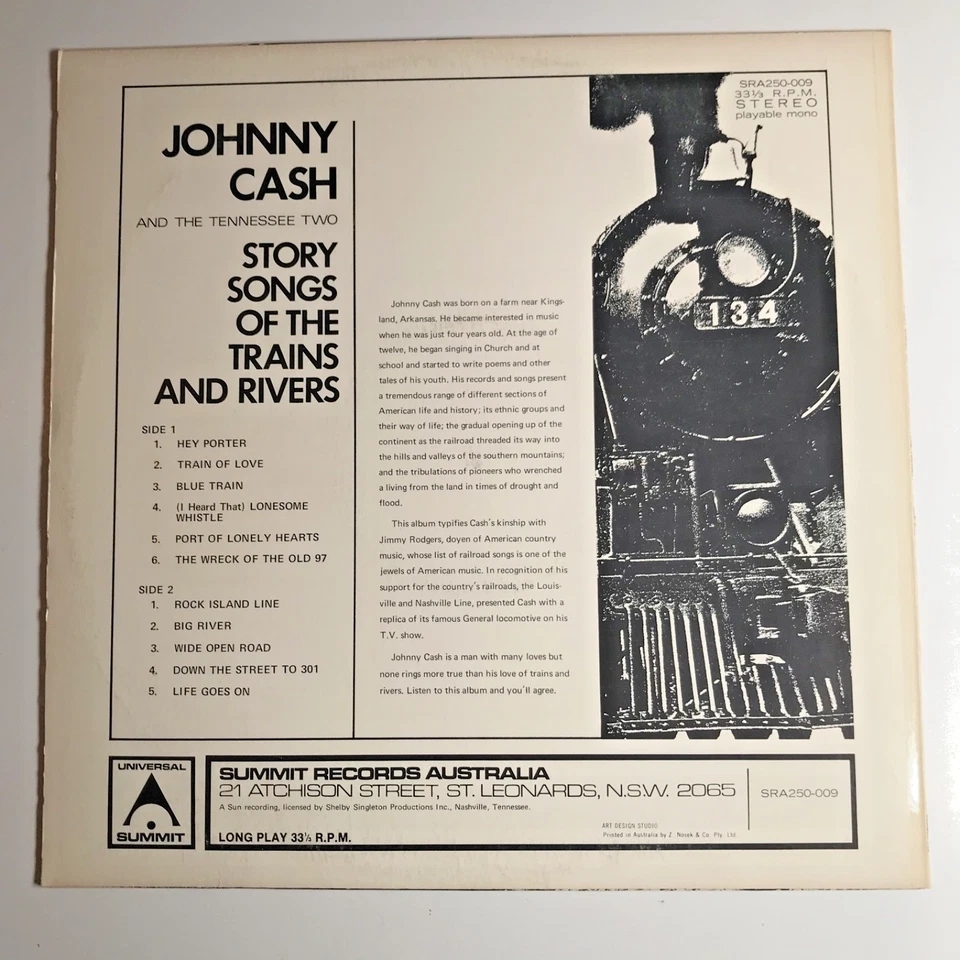 SRA250-009
33⅓ R.P.M.
STEREO
playable mono
JOHNNY
CASH
AND THE TENNESSEE TWO
STORY
SONGS
OF THE
TRAINS
AND RIVERS
SIDE 1
1. HEY PORTER
2. TRAIN OF LOVE
3. BLUE TRAIN
4. (I Heard That) LONESOME
WHISTLE
5. PORT OF LONELY HEARTS
6. THE WRECK OF THE OLD 97
SIDE 2
1. ROCK ISLAND LINE
2. BIG RIVER
3. WIDE OPEN ROAD
4. DOWN THE STREET TO 301
5. LIFE GOES ON
Johnny Cash was born on a farm near Kings-
land, Arkansas. He became interested in music
when he was just four years old. At the age of
twelve, he began singing in Church and at
school and started to write poems and other
tales of his youth. His records and songs present
a tremendous range of different sections of
American life and history; its ethnic groups and
their way of life; the gradual opening up of the
continent as the railroad threaded its way into
the hills and valleys of the southern mountains;
and the tribulations of pioneers who wrenched
a living from the land in times of drought and
flood.
This album typifies Cash's kinship with
Jimmy Rodgers, doyen of American country
music, whose list of railroad songs is one of the
jewels of American music. In recognition of his
support for the country's railroads, the Louis-
ville and Nashville Line, presented Cash with a
replica of its famous General locomotive on his
T.V. show.
Johnny Cash is a man with many loves but
none rings more true than his love of trains and
rivers. Listen to this album and you'll agree.
134
UNIVERSAL
SUMMIT
SUMMIT RECORDS AUSTRALIA
21 ATCHISON STREET, ST. LEONARDS, N.S.W. 2065
A Sun recording, licensed by Shelby Singleton Productions Inc., Nashville, Tennessee.
LONG PLAY 33⅓ R.P.M.
ART DESIGN STUDIO
Printed in Australia by Z. Nosek & Co. Pty. Ltd.
SRA250-009